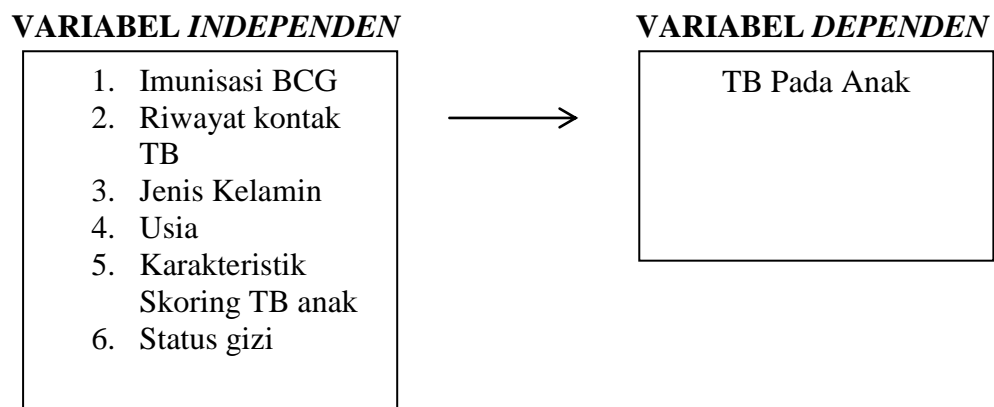 VARIABEL INDEPENDEN
1. Imunisasi BCG
2. Riwayat kontak
TB
3. Jenis Kelamin
4. Usia
5. Karakteristik
Skoring TB anak
6. Status gizi
VARIABEL DEPENDEN
TB Pada Anak